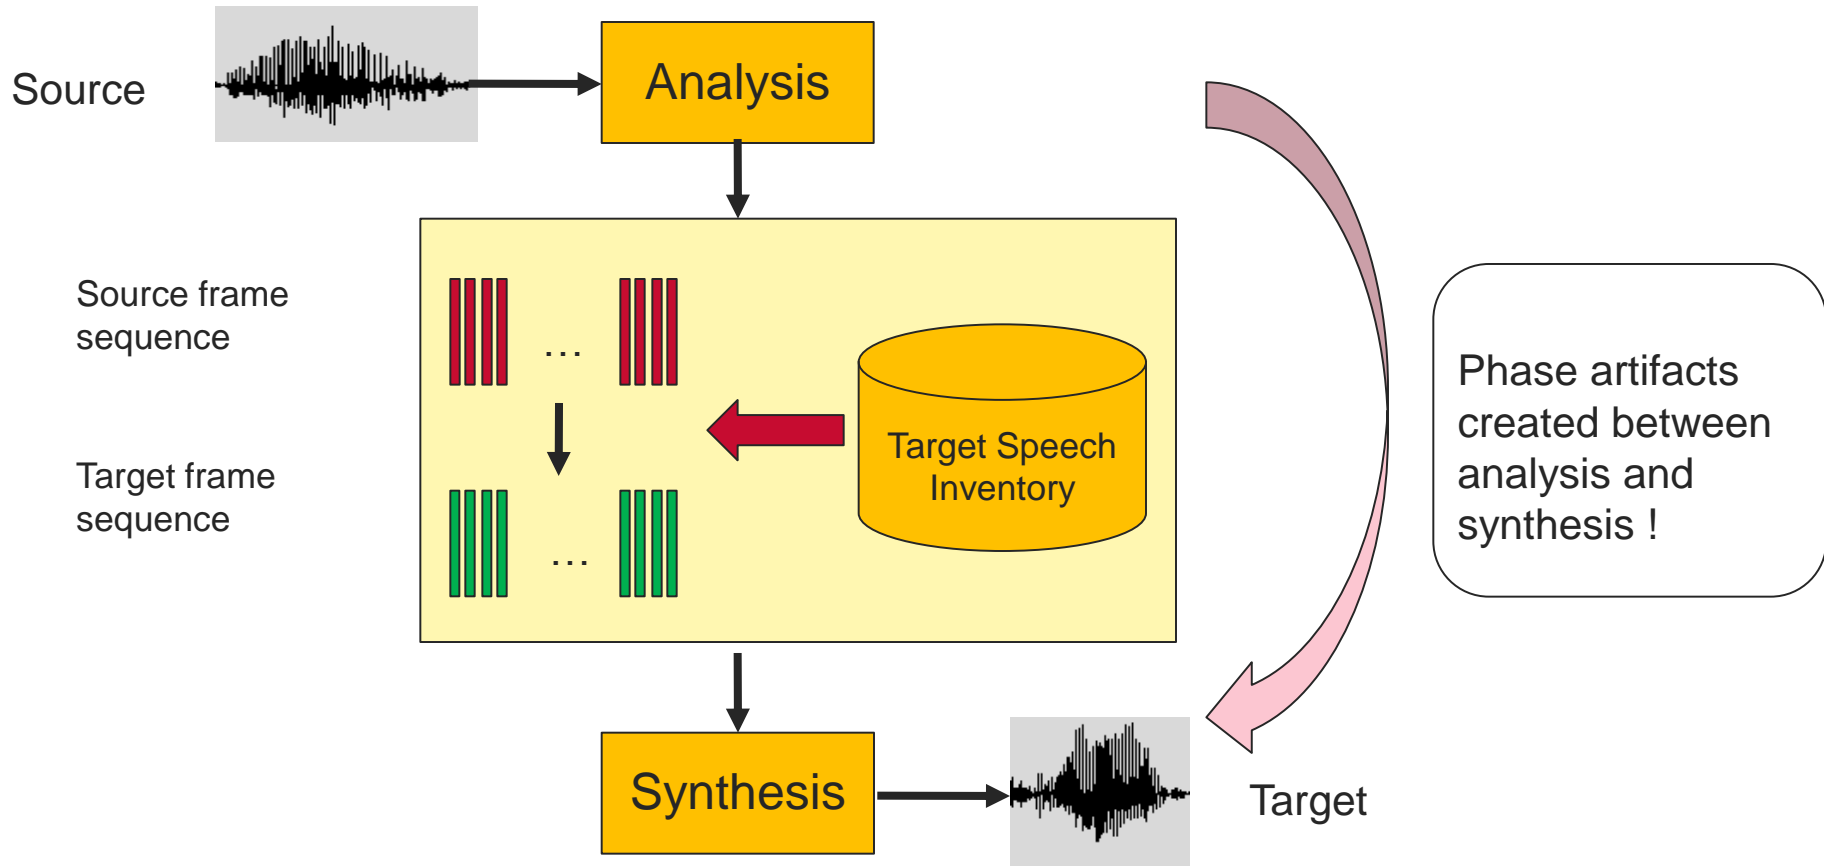 Source
Analysis
Source frame
sequence
...
Target frame
sequence
...
Target Speech
Inventory
Phase artifacts
created between
analysis and
synthesis !
Synthesis
Target